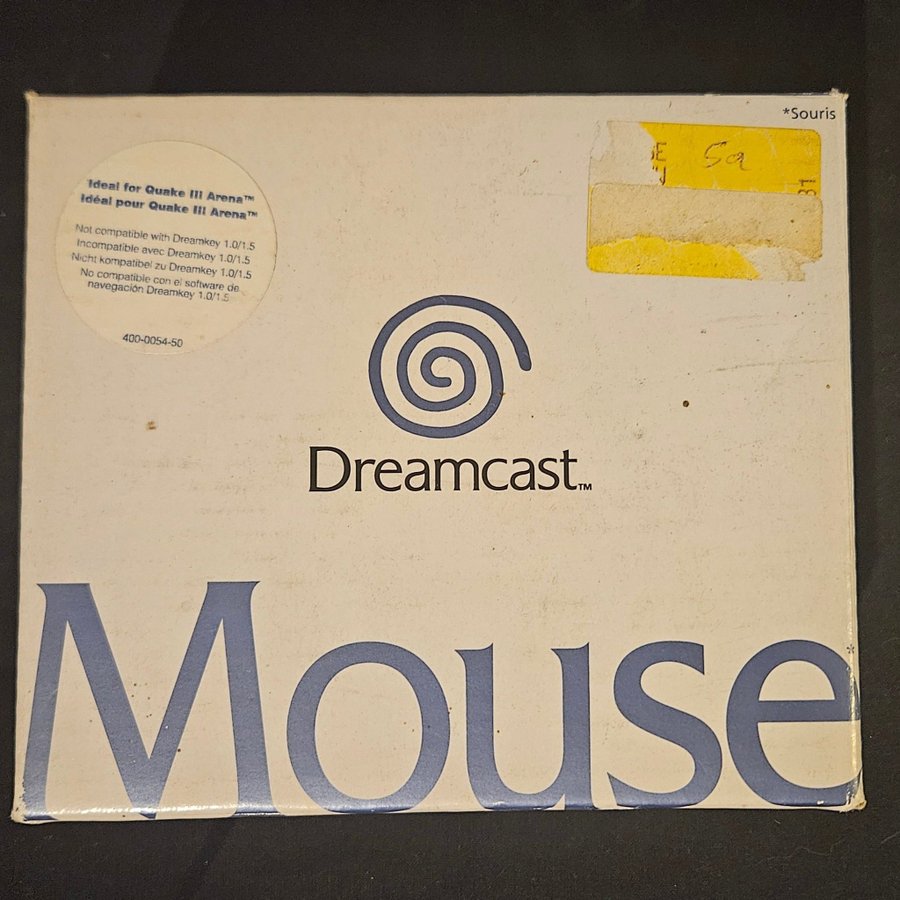 *Souris
Ideal for Quake III Arena™
Idéal pour Quake III Arena™
Not compatible with Dreamkey 1.0/1.5
Incompatible avec Dreamkey 1.0/1.5
Nicht kompatibel zu Dreamkey 1.0/1.5
No compatible con el software de
navegación Dreamkey 1.0/1.5
400-0054-50
Dreamcast™
Mouse*